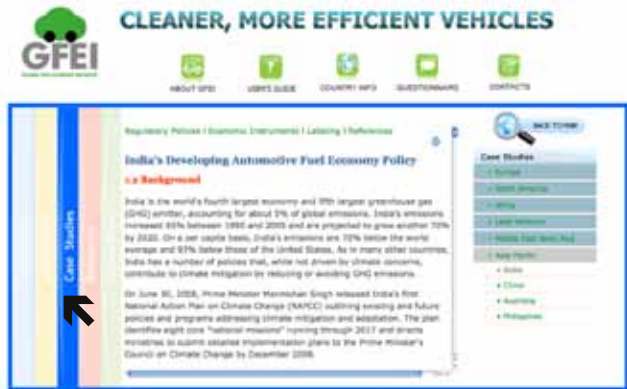 CLEANER, MORE EFFICIENT VEHICLES
GFEI
ABOUT GFEI
USER'S GUIDE
COUNTRY INFO
QUESTIONNAIRE
CONTACTS
Regulatory Policies I Economic Instruments I Labeling I References
BACK TO MAP
India's Developing Automotive Fuel Economy Policy
1.2 Background
India is the world's fourth largest economy and fifth largest greenhouse gas
(GHG) emitter, accounting for about 5% of global emissions. India's emissions
increased 65% between 1990 and 2005 and are projected to grow another 70%
by 2020. On a per capita basis, India's emissions are 70% below the world
average and 93% below those of the United States. As in many other countries,
India has a number of policies that, while not driven by climate concerns,
contribute to climate mitigation by reducing or avoiding GHG emissions.
On June 30, 2008, Prime Minister Manmohan Singh released India's first
National Action Plan on Climate Change (NAPCC) outlining existing and future
policies and programs addressing climate mitigation and adaptation. The plan
identifies eight core "national missions" running through 2017 and directs
ministries to submit detailed implementation plans to the Prime Minister's
Council on Climate Change by December 2008.
Case Studies
Case Studies
Europe
North America
Africa
Latin America
Middle East
Asia Pacific
India
China
Australia
Philippines